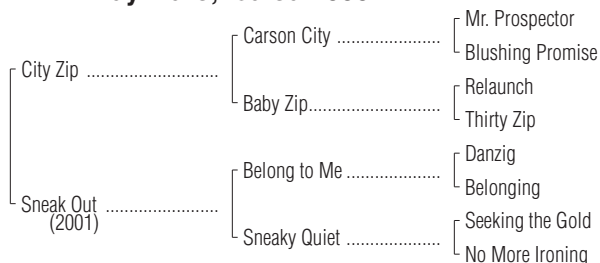 Mr. Prospector
Carson City ..................
Blushing Promise
City Zip ..............................
Relaunch
Baby Zip.............................
Thirty Zip
Danzig
Belong to Me ....................
Belonging
Sneak Out .........................
(2001)
Seeking the Gold
Sneaky Quiet ....................
No More Ironing